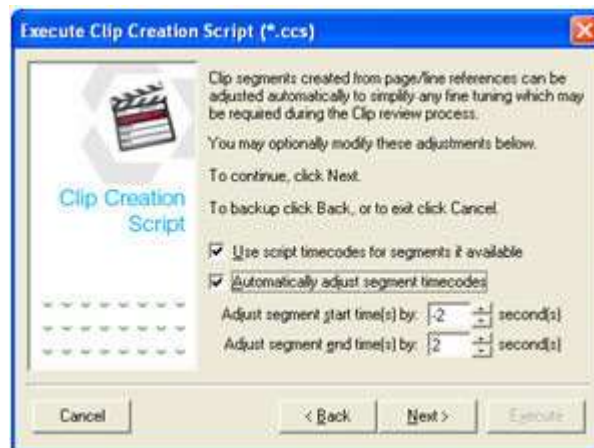 Execute Clip Creation Script (*.ccs)
Clip segments created from page/line references can be
adjusted automatically to simplify any fine tuning which may
be required during the Clip review process.
You may optionally modify these adjustments below.
To continue, click Next.
To backup click Back, or to exit click Cancel.
Clip Creation
Script
Use script timecodes for segments if available
Automatically adjust segment timecodes
Adjust segment start time(s) by: -2 second(s)
Adjust segment end time(s) by: 2 second(s)
Cancel < Back Next > Execute